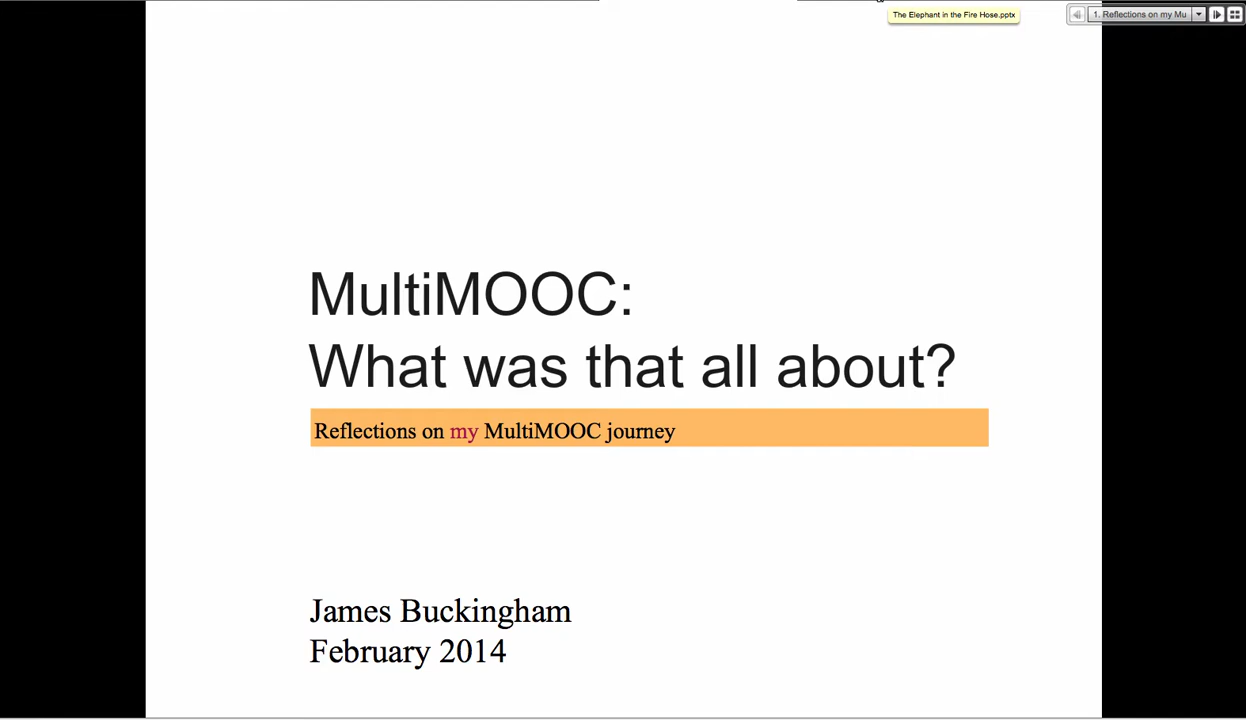 The Elephant in the Fire Hose.pptx
1. Reflections on my Mu
MultiMOOC:
What was that all about?
Reflections on my MultiMOOC journey
James Buckingham
February 2014